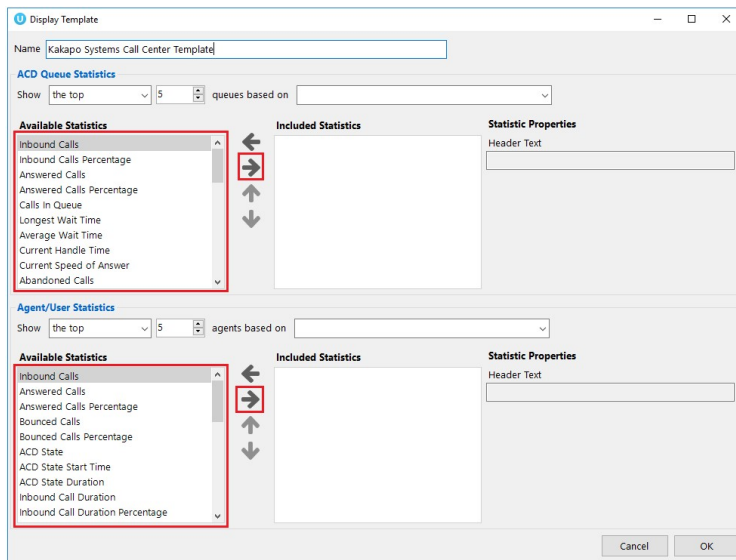 Display Template
Name Kakapo Systems Call Center Template
ACD Queue Statistics
Show the top 5 queues based on
Available Statistics
Included Statistics
Statistic Properties
Inbound Calls
Inbound Calls Percentage
Answered Calls
Answered Calls Percentage
Calls In Queue
Longest Wait Time
Average Wait Time
Current Handle Time
Current Speed of Answer
Abandoned Calls
Header Text
Agent/User Statistics
Show the top 5 agents based on
Available Statistics
Included Statistics
Statistic Properties
Inbound Calls
Answered Calls
Answered Calls Percentage
Bounced Calls
Bounced Calls Percentage
ACD State
ACD State Start Time
ACD State Duration
Inbound Call Duration
Inbound Call Duration Percentage
Header Text
Cancel OK